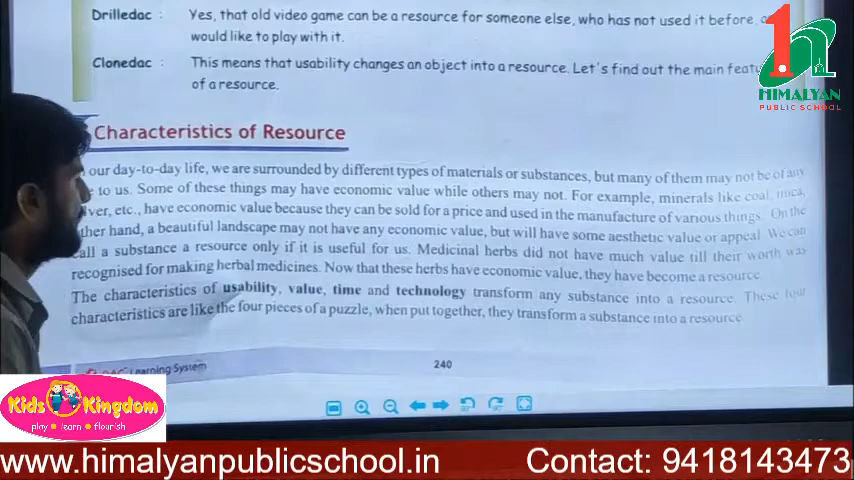 Drilledac : Yes, that old video game can be a resource for someone else, who has not used it before,
would like to play with it.
Clonedac : This means that usability changes an object into a resource. Let's find out the main
of a resource.
Characteristics of Resource
our day-to-day life, we are surrounded by different types of materials or substances, but many of them may not be of any
to us. Some of these things may have economic value while others may not. For example, minerals like coal, mica,
etc., have economic value because they can be sold for a price and used in the manufacture of various things. On the
hand, a beautiful landscape may not have any economic value, but will have some aesthetic value or appeal. We can
call a substance a resource only if it is useful for us. Medicinal herbs did not have much value till their worth was
recognised for making herbal medicines. Now that these herbs have economic value, they have become a resource.
The characteristics of usability, value, time and technology transform any substance into a resource. These four
characteristics are like the four pieces of a puzzle, when put together, they transform a substance into a resource.
Learning System
240
1
HIMALYAN
PUBLIC SCHOOL
Kids Kingdom
play learn flourish
www.himalyanpublicschool.in Contact: 9418143473